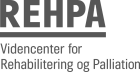 REHPA
Videncenter for
Rehabilitering og Palliation